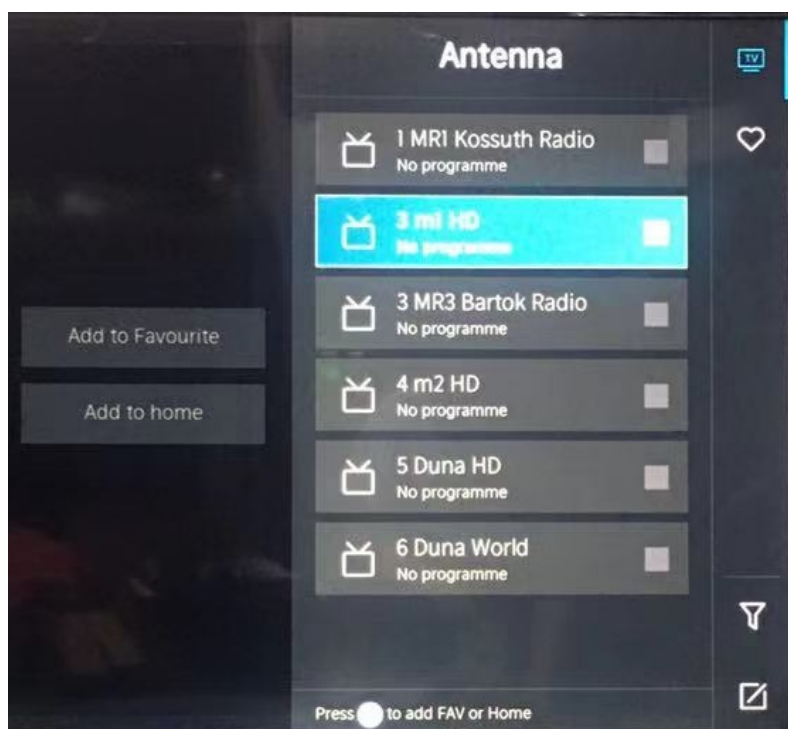 Antenna
TV
1 MR1 Kossuth Radio
No programme
3 m1 HD
No programme
3 MR3 Bartok Radio
No programme
4 m2 HD
No programme
5 Duna HD
No programme
6 Duna World
No programme
Add to Favourite
Add to home
Press to add FAV or Home